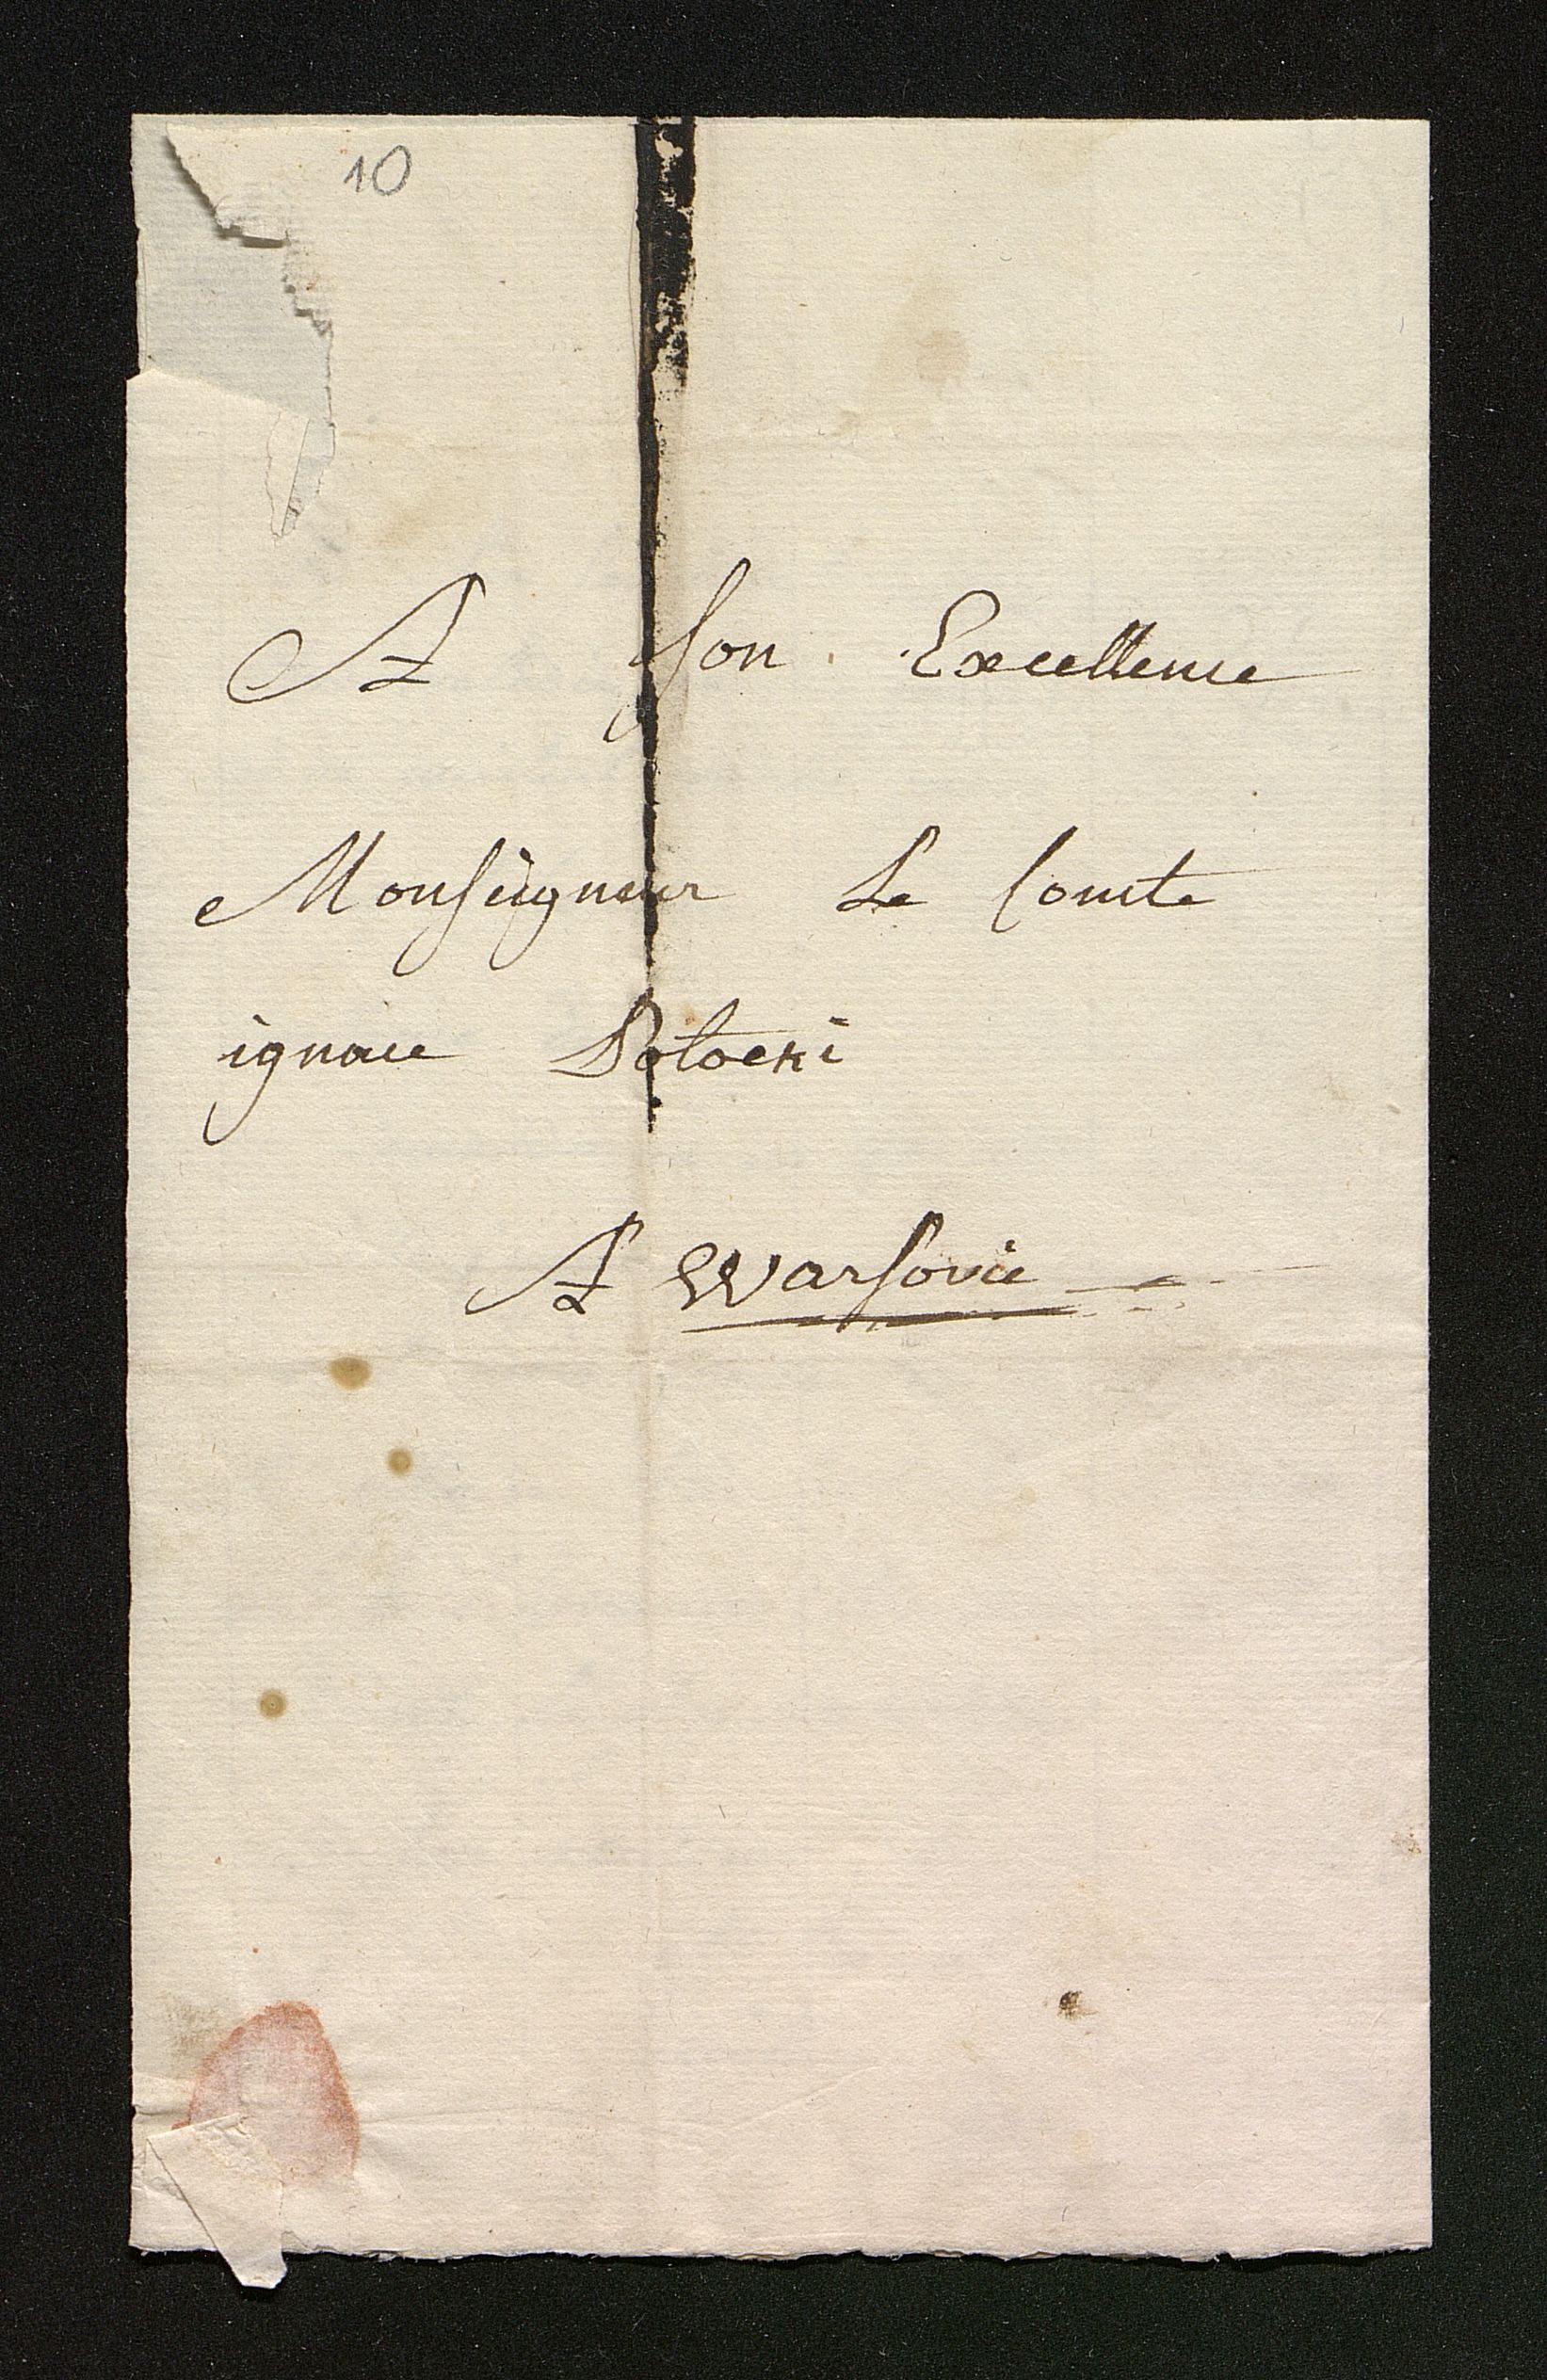 10
A Son Excellence
Monseigneur Le Comte
ignace Potocki
A Warsovie